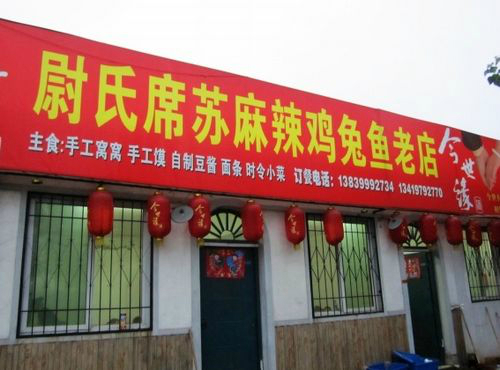 尉氏席苏麻辣鸡兔鱼老店
主食:手工窝窝 手工馍 自制豆酱 面条 时令小菜 订餐电话: 13839992734 13419792770
今世缘